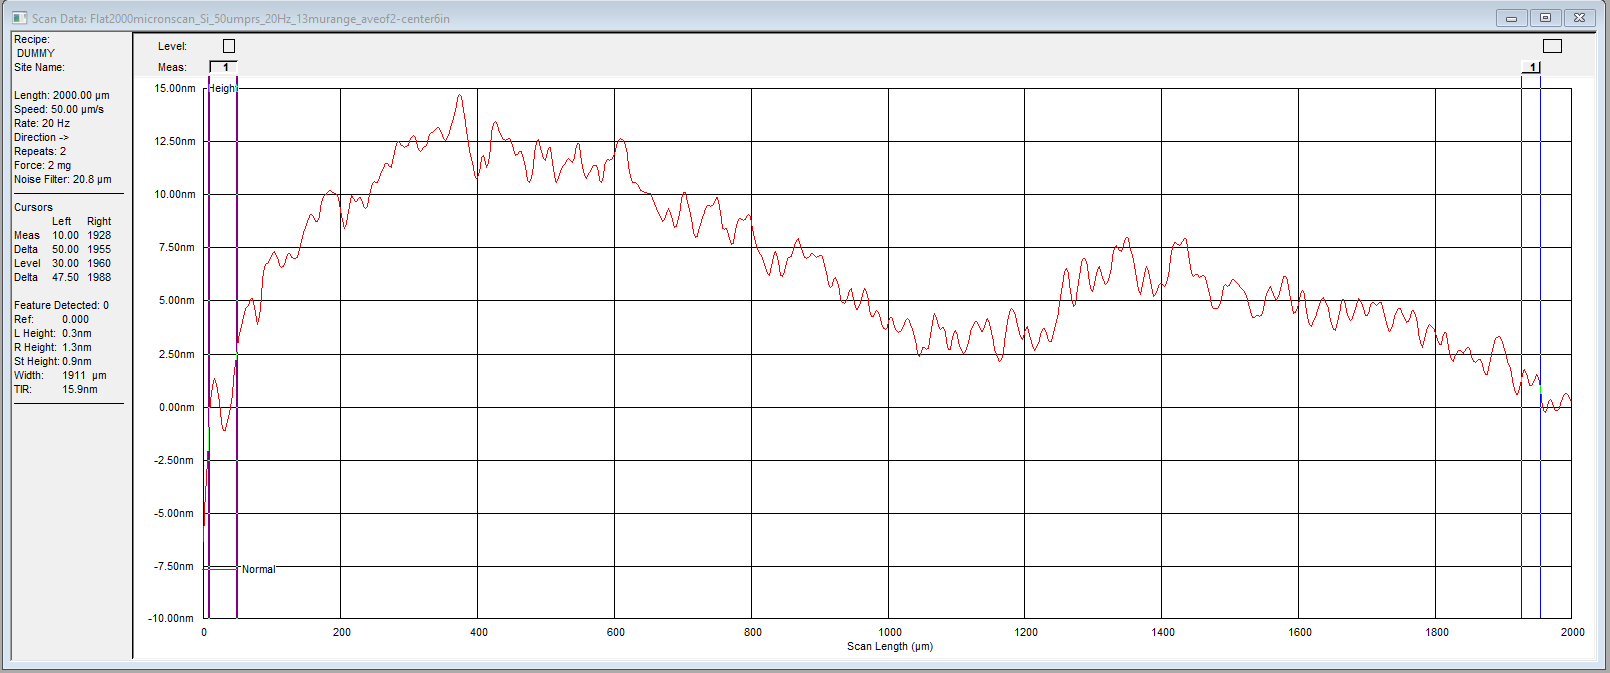 Scan Data: Flat2000micronscan_Si_50umprs_20Hz_13murange_aveof2-center6in
Recipe:
DUMMY
Site Name:
Length: 2000.00 µm
Speed: 50.00 µm/s
Rate: 20 Hz
Direction ->
Repeats: 2
Force: 2 mg
Noise Filter: 20.8 µm
Cursors
Left Right
Meas 10.00 1928
Delta 50.00 1955
Level 30.00 1960
Delta 47.50 1988
Feature Detected: 0
Ref: 0.000
L Height: 0.3nm
R Height: 1.3nm
St Height: 0.9nm
Width: 1911 µm
TIR: 15.9nm
Level:
Meas: 1 1
Height
15.00nm
12.50nm
10.00nm
7.50nm
5.00nm
2.50nm
0.00nm
-2.50nm
-5.00nm
-7.50nm
Normal
-10.00nm
0 200 400 600 800 1000 1200 1400 1600 1800 2000
Scan Length (µm)